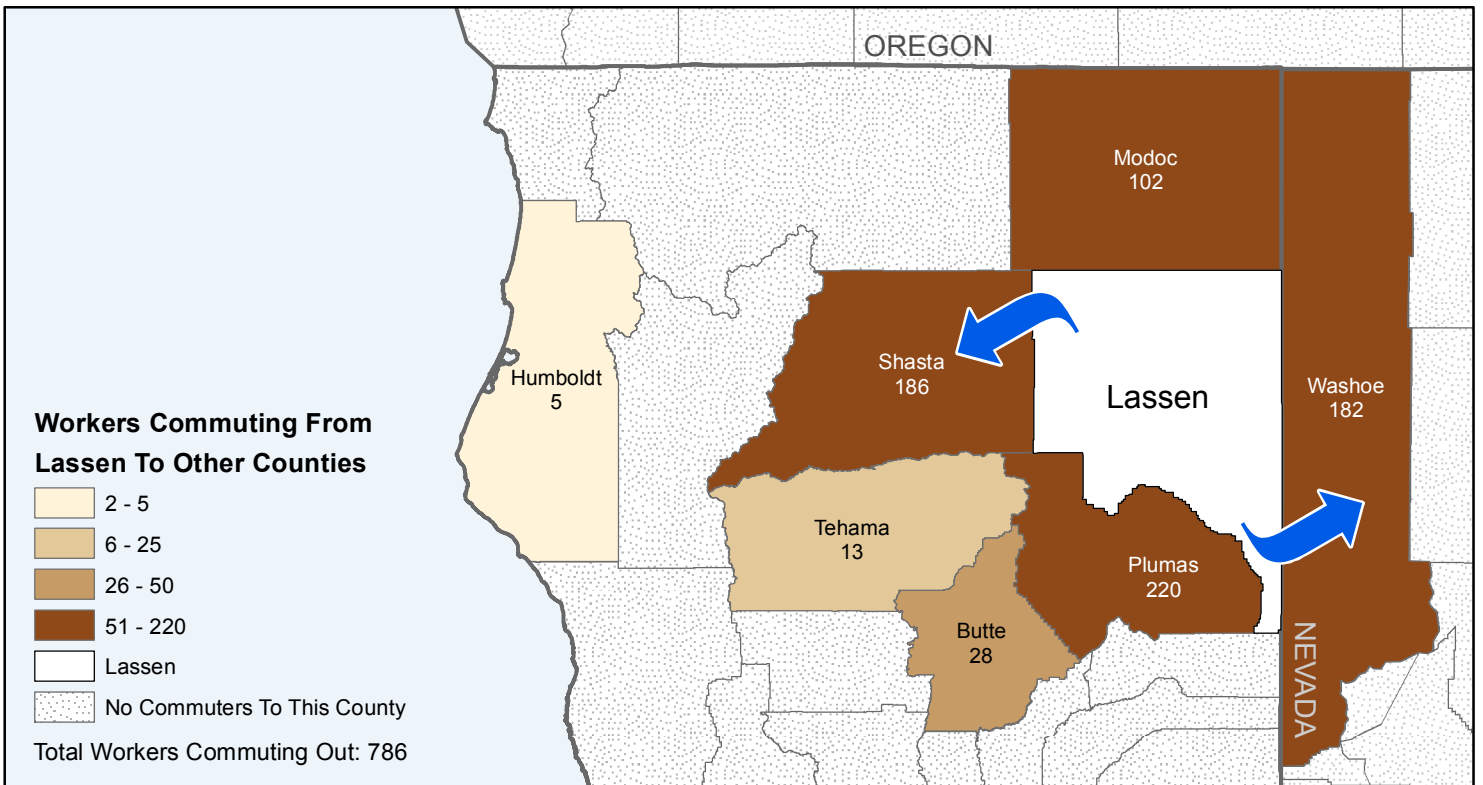 OREGON
Modoc
102
Shasta
186
Lassen
Washoe
182
Humboldt
5
Tehama
13
Plumas
220
Butte
28
NEVADA
Workers Commuting From
Lassen To Other Counties
2 - 5
6 - 25
26 - 50
51 - 220
Lassen
No Commuters To This County
Total Workers Commuting Out: 786